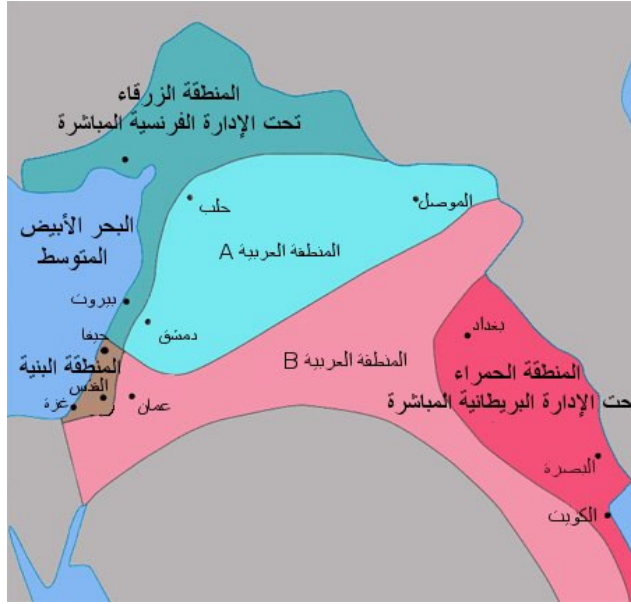 المنطقة الزرقاء
تحت الإدارة الفرنسية المباشرة
حلب
الموصل
البحر الأبيض
المتوسط
المنطقة العربية A
بيروت
دمشق
حيفا
المنطقة البنية
القدس
غزة
عمان
المنطقة العربية B
بغداد
المنطقة الحمراء
حت الإدارة البريطانية المباشرة
البصرة
الكويت